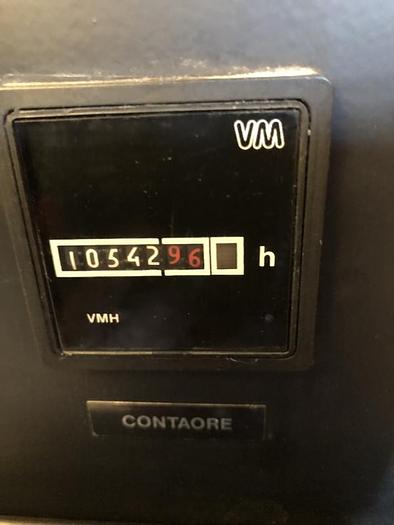 VM
1054296 h
VMH
CONTAORE